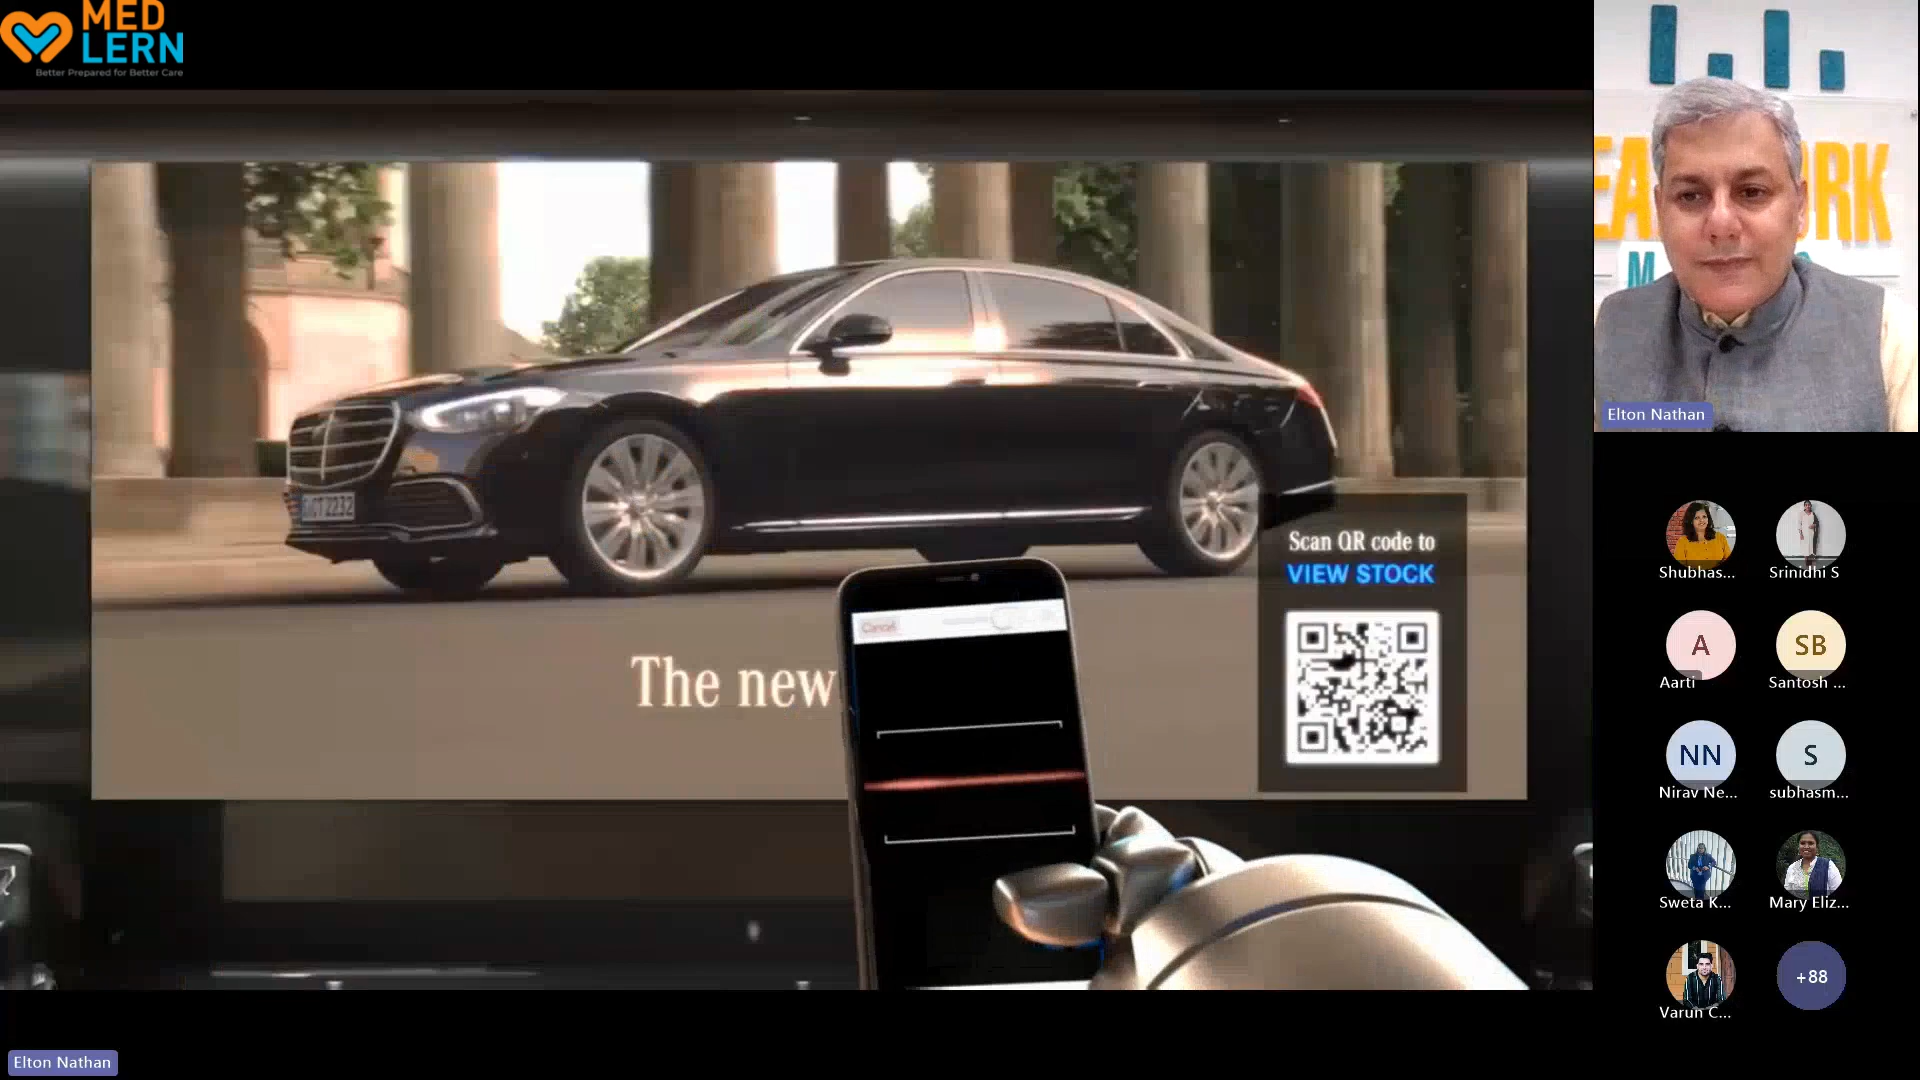 MED
LERN
Better Prepared for Better Care
Scan QR code to
VIEW STOCK
The new
Cancel
Elton Nathan
Shubhas...
Srinidhi S
A
Aarti
SB
Santosh ...
NN
Nirav Ne...
S
subhasm...
Sweta K...
Mary Eliz...
Varun C...
+88
Elton Nathan